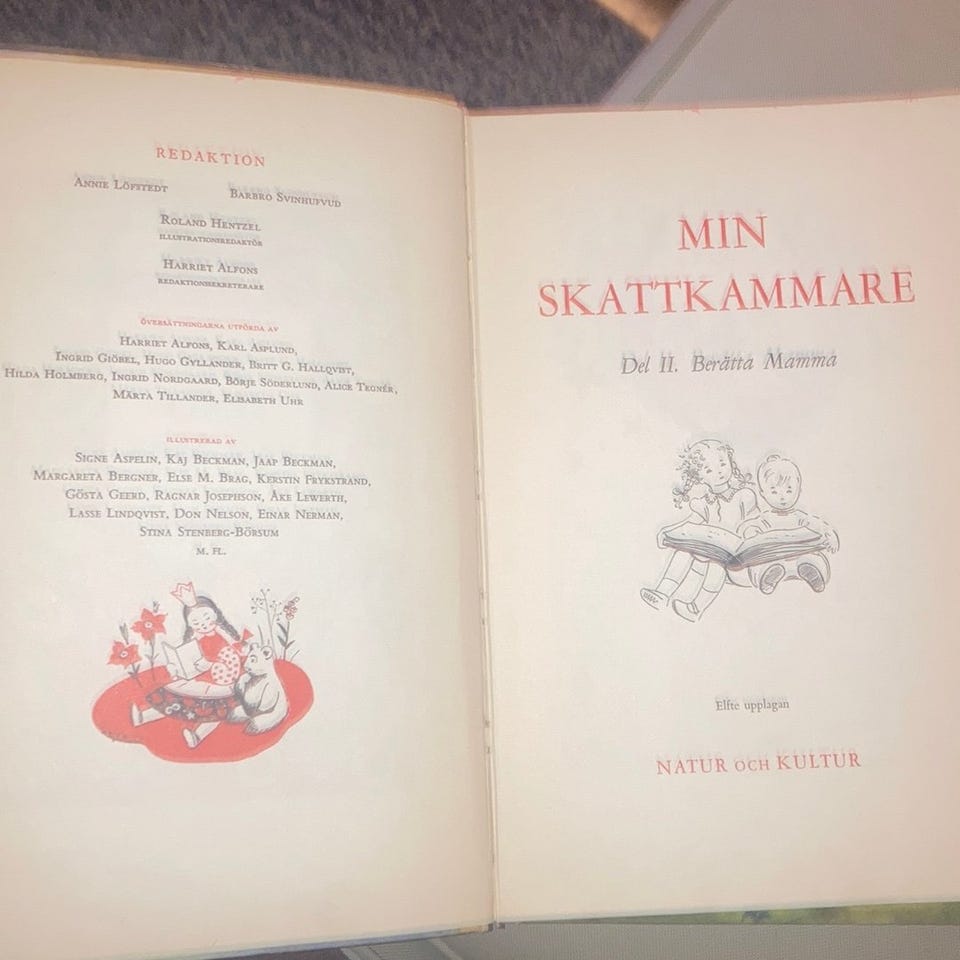 REDAKTION
ANNIE LÖFSTEDT BARBRO SVINHUFVUD
ROLAND HENTZEL
ILLUSTRATIONSREDAKTÖR
HARRIET ALFONS
REDAKTIONSSEKRETERARE
ÖVERSÄTTNINGARNA UTFÖRDA AV
HARRIET ALFONS, KARL ASPLUND,
INGRID GIÖBEL, HUGO GYLLANDER, BRITT G. HALLQVIST,
HILDA HOLMBERG, INGRID NORDGAARD, BÖRJE SÖDERLUND, ALICE TEGNÉR,
MÄRTA TILLANDER, ELISABETH UHR
ILLUSTRERAD AV
SIGNE ASPELIN, KAJ BECKMAN, JAAP BECKMAN,
MARGARETA BERGNER, ELSE M. BRAG, KERSTIN FRYKSTRAND,
GÖSTA GEERD, RAGNAR JOSEPHSON, ÅKE LEWERTH,
LASSE LINDQVIST, DON NELSON, EINAR NERMAN,
STINA STENBERG-BÖRSUM
M. FL.
MIN
SKATTKAMMARE
Del II. Berätta Mamma
Elfte upplagan
NATUR OCH KULTUR